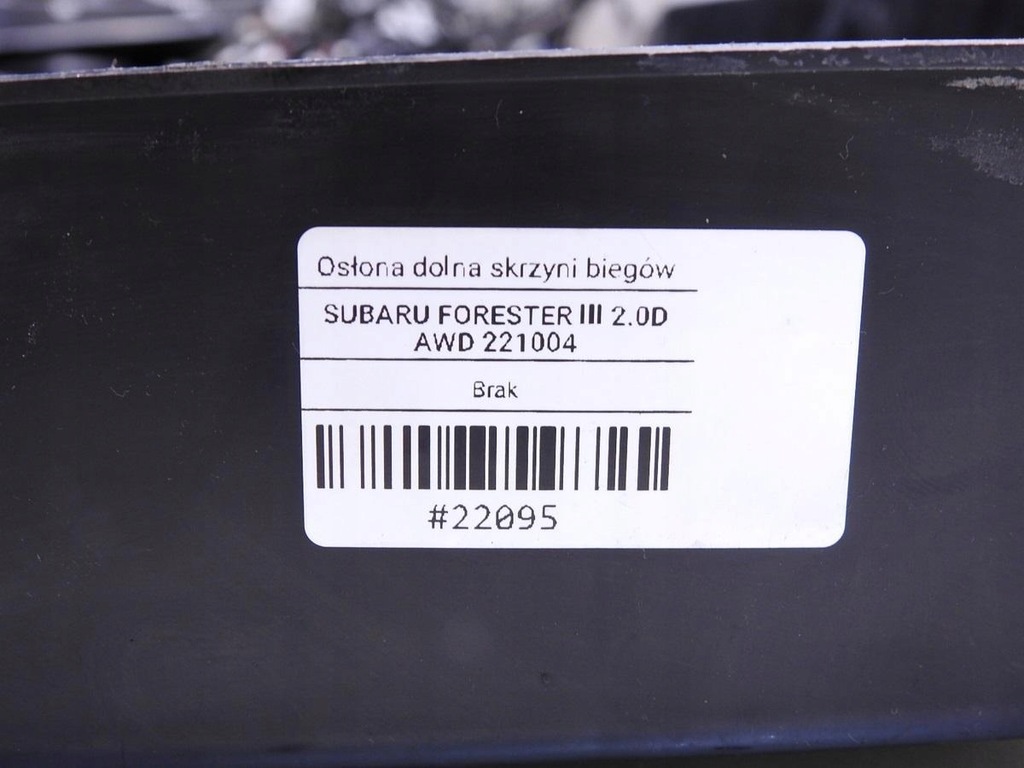 Osłona dolna skrzyni biegów
SUBARU FORESTER III 2.0D
AWD 221004
Brak
#22095